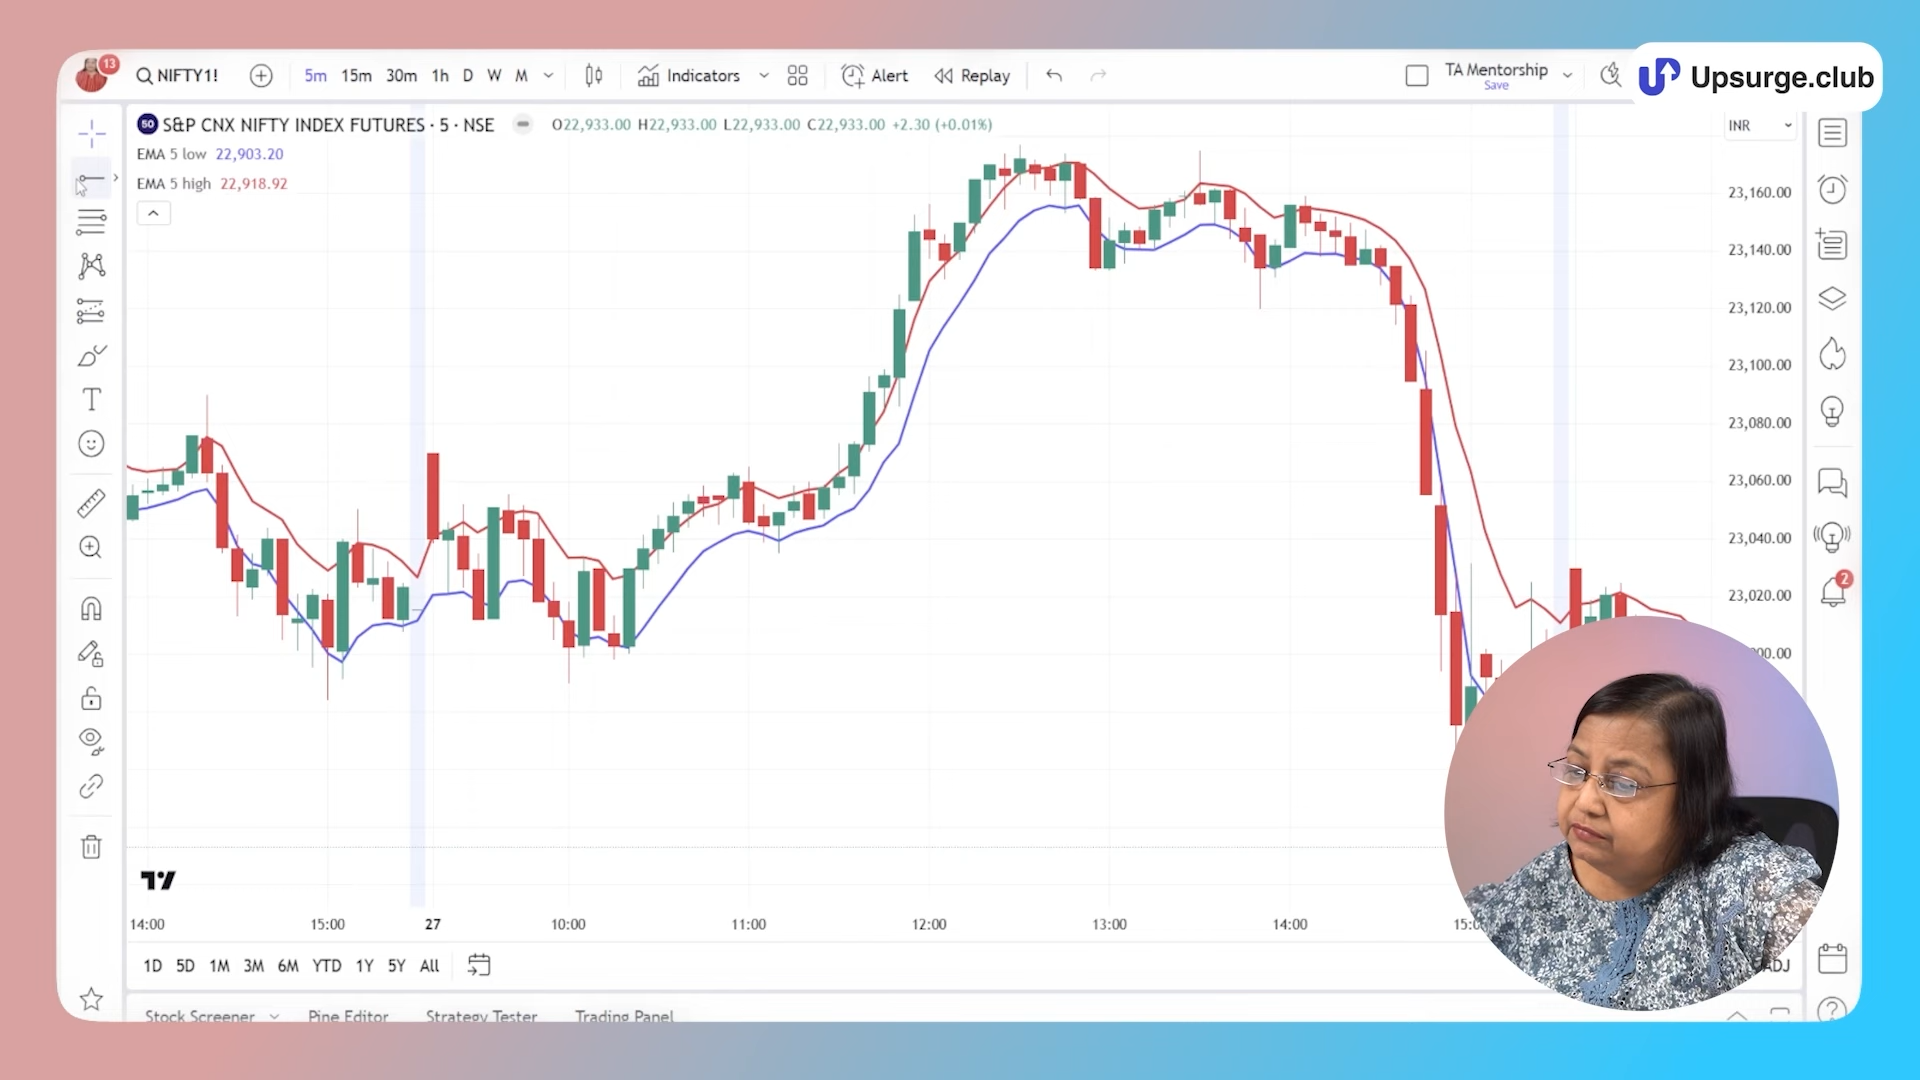 13
NIFTY1!
5m 15m 30m 1h D W M
Indicators
Alert
Replay
TA Mentorship
Save
Upsurge.club
50 S&P CNX NIFTY INDEX FUTURES · 5 · NSE
O22,933.00 H22,933.00 L22,933.00 C22,933.00 +2.30 (+0.01%)
INR
EMA 5 low 22,903.20
EMA 5 high 22,918.92
23,160.00
23,140.00
23,120.00
23,100.00
23,080.00
23,060.00
23,040.00
2
23,020.00
14:00 15:00 27 10:00 11:00 12:00 13:00 14:00
1D 5D 1M 3M 6M YTD 1Y 5Y All
Stock Screener Pine Editor Strategy Tester Trading Panel